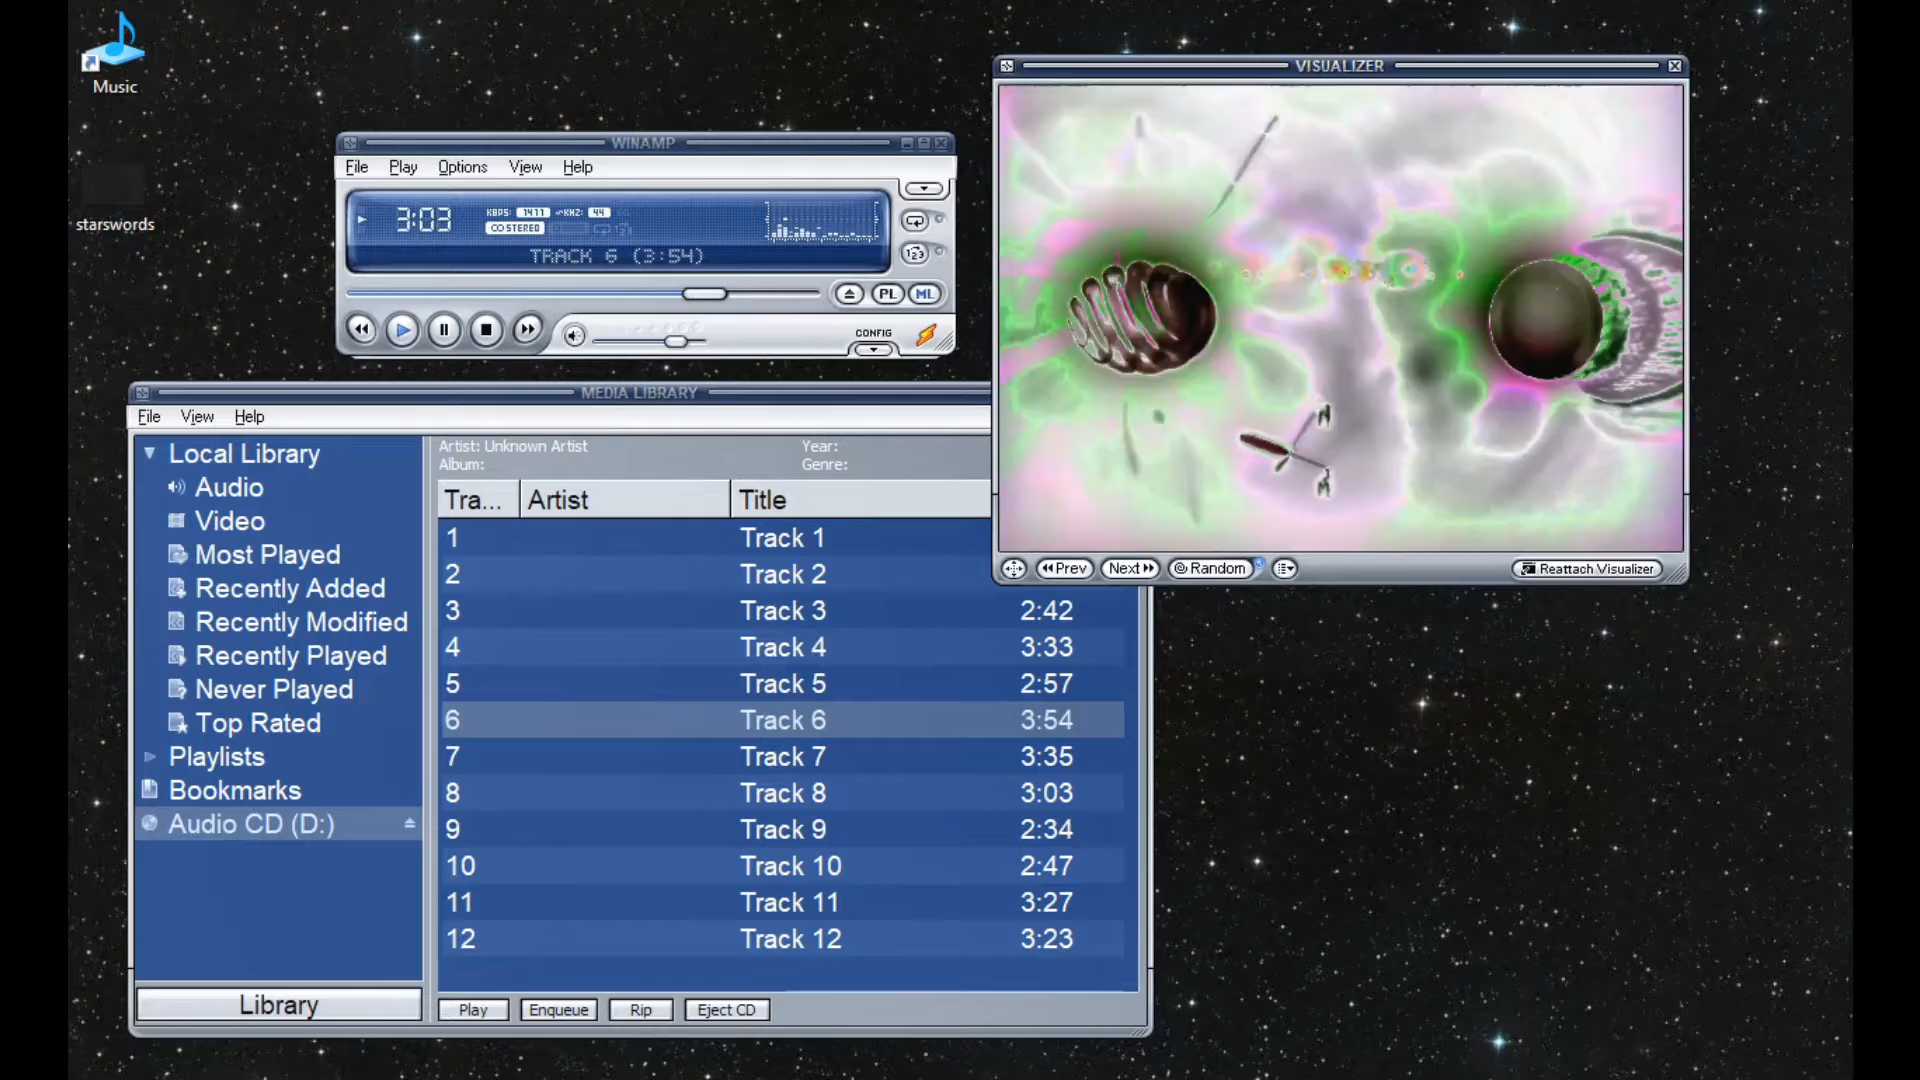 Music
starswords
WINAMP
File Play Options View Help
3:03
KBPS: 1411 KHZ: 44
STEREO
TRACK 6 (3:54)
PL ML
CONFIG
VISUALIZER
Prev Next Random Reattach Visualizer
MEDIA LIBRARY
File View Help
Local Library
Audio
Video
Most Played
Recently Added
Recently Modified
Recently Played
Never Played
Top Rated
Playlists
Bookmarks
Audio CD (D:)
Library
Artist: Unknown Artist Year:
Album: Genre:
Tra... Artist Title
1 Track 1
2 Track 2
3 Track 3 2:42
4 Track 4 3:33
5 Track 5 2:57
6 Track 6 3:54
7 Track 7 3:35
8 Track 8 3:03
9 Track 9 2:34
10 Track 10 2:47
11 Track 11 3:27
12 Track 12 3:23
Play Enqueue Rip Eject CD